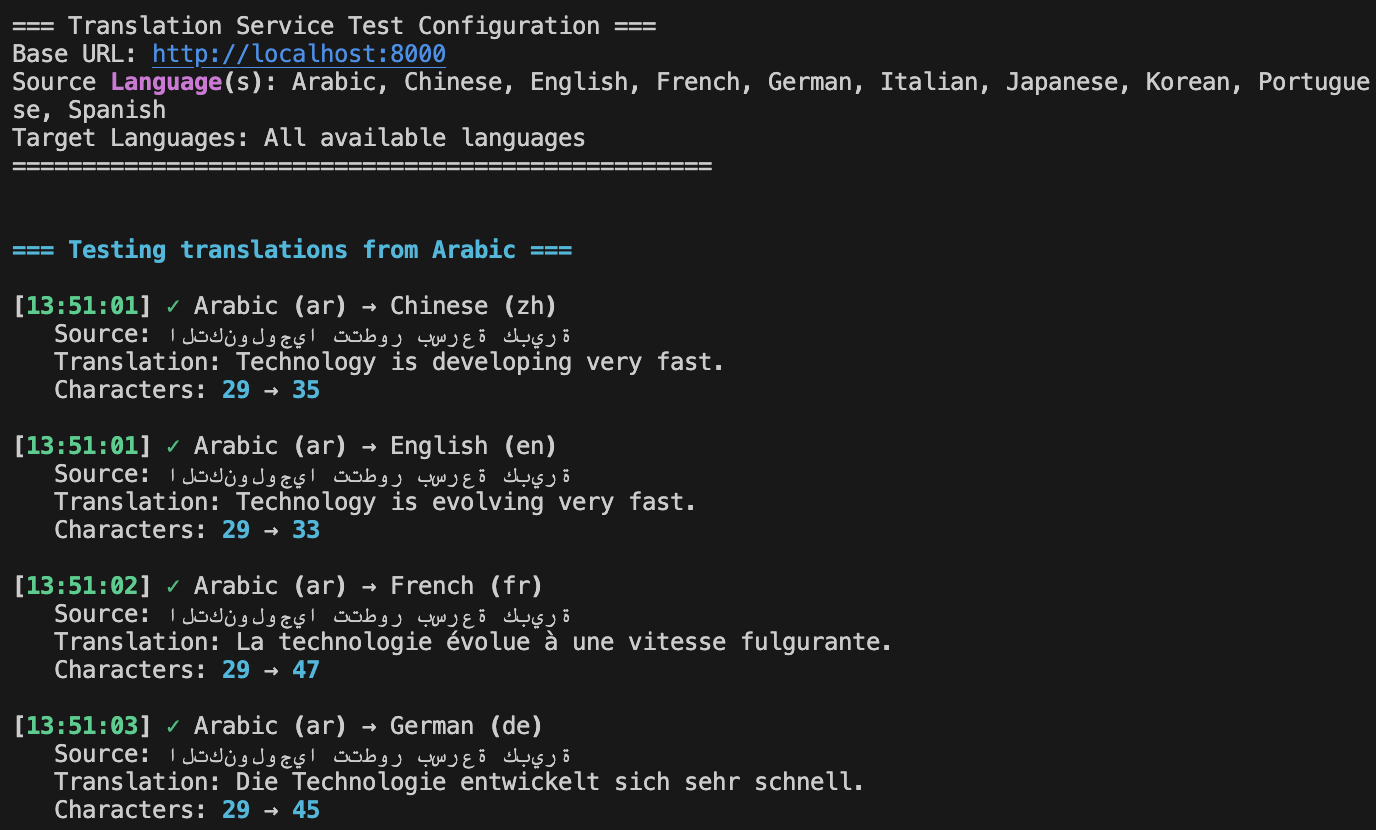 === Translation Service Test Configuration ===
Base URL: http://localhost:8000
Source Language(s): Arabic, Chinese, English, French, German, Italian, Japanese, Korean, Portugue
se, Spanish
Target Languages: All available languages
==================================================
=== Testing translations from Arabic ===
[13:51:01] ✓ Arabic (ar) → Chinese (zh)
Source: التكنولوجيا تتطور بسرعة كبيرة
Translation: Technology is developing very fast.
Characters: 29 → 35
[13:51:01] ✓ Arabic (ar) → English (en)
Source: التكنولوجيا تتطور بسرعة كبيرة
Translation: Technology is evolving very fast.
Characters: 29 → 33
[13:51:02] ✓ Arabic (ar) → French (fr)
Source: التكنولوجيا تتطور بسرعة كبيرة
Translation: La technologie évolue à une vitesse fulgurante.
Characters: 29 → 47
[13:51:03] ✓ Arabic (ar) → German (de)
Source: التكنولوجيا تتطور بسرعة كبيرة
Translation: Die Technologie entwickelt sich sehr schnell.
Characters: 29 → 45